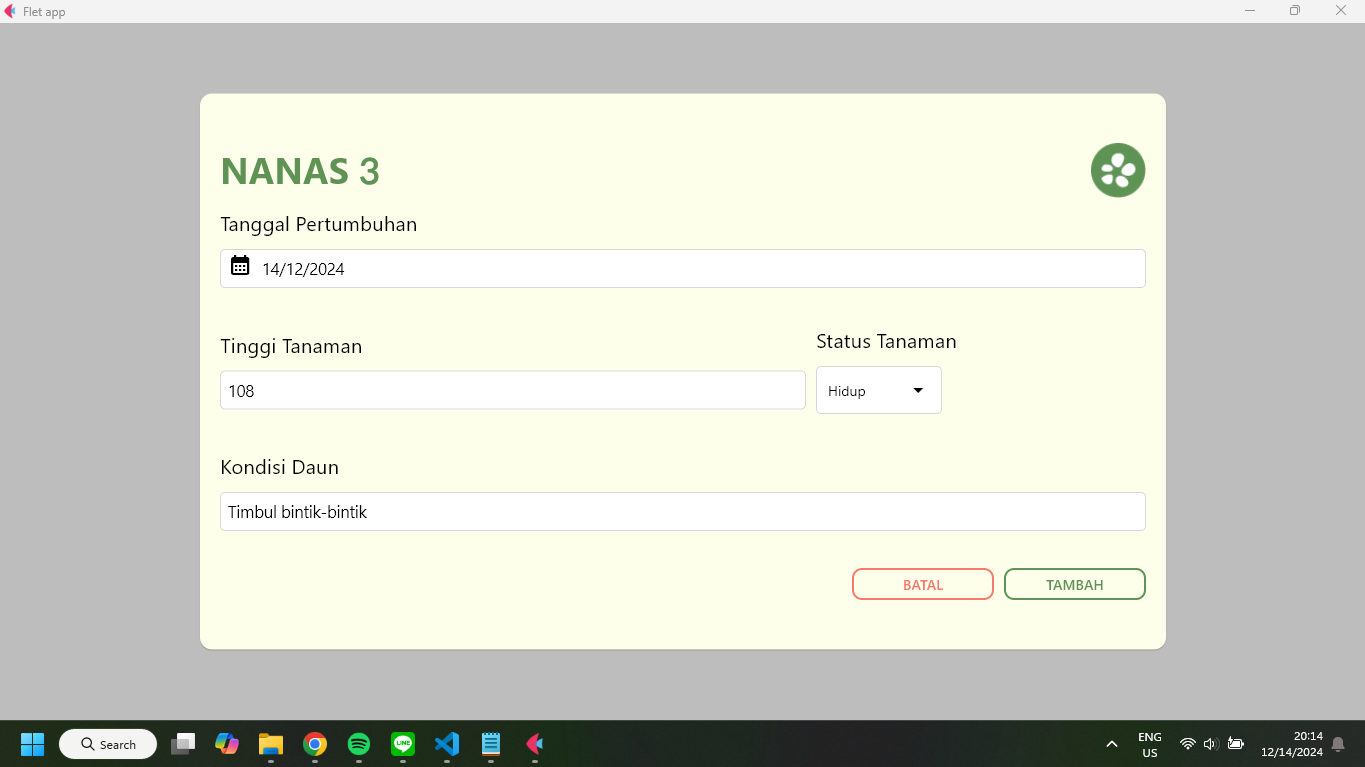 Flet app
NANAS 3
Tanggal Pertumbuhan
14/12/2024
Tinggi Tanaman
Status Tanaman
108
Hidup
Kondisi Daun
Timbul bintik-bintik
BATAL
TAMBAH
Search
LINE
ENG
US
20:14
12/14/2024